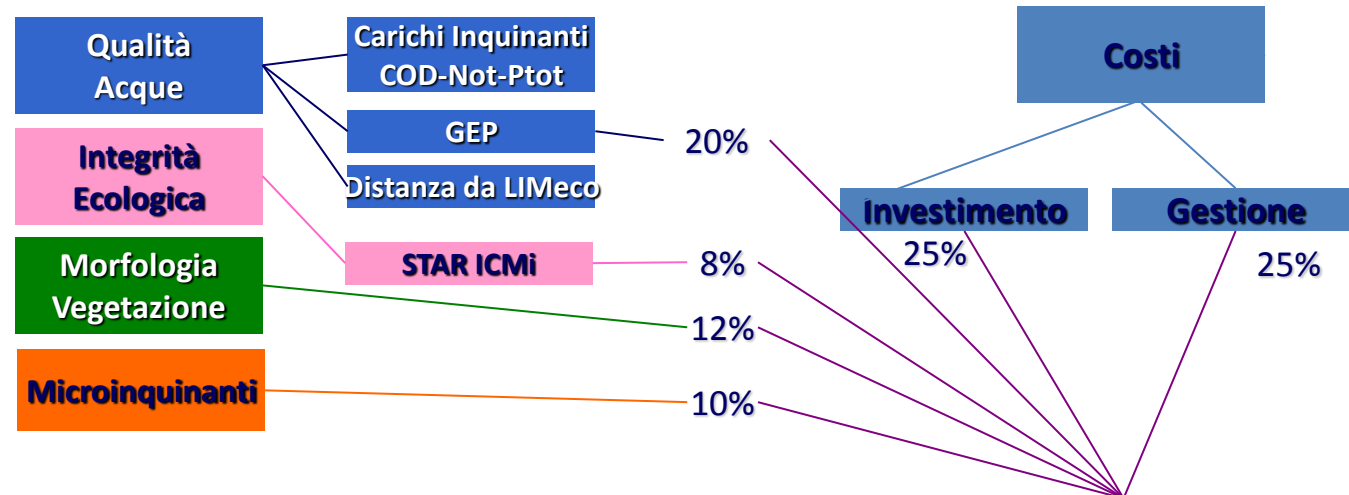 Qualità
Acque
Carichi Inquinanti
COD-Not-Ptot
GEP
20%
Distanza da LIMeco
Integrità
Ecologica
STAR ICMi
8%
Morfologia
Vegetazione
12%
Microinquinanti
10%
Costi
Investimento
25%
Gestione
25%